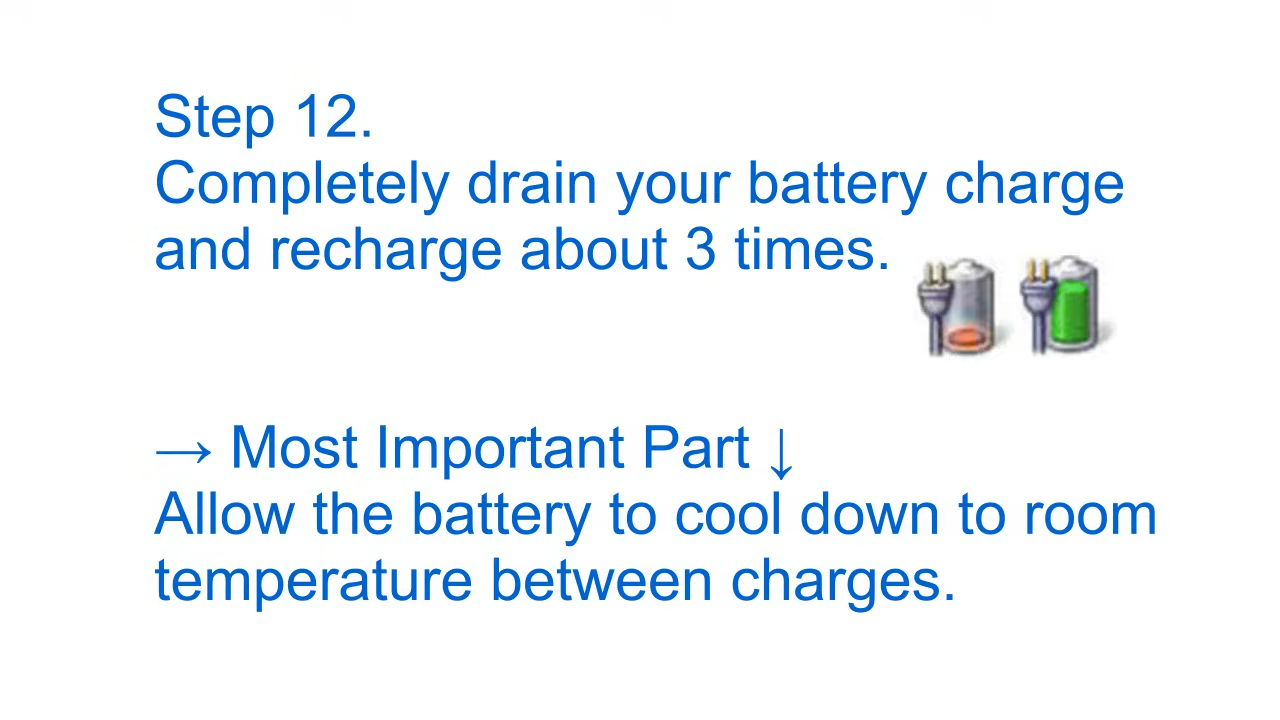 Step 12.
Completely drain your battery charge
and recharge about 3 times.
→ Most Important Part ↓
Allow the battery to cool down to room
temperature between charges.